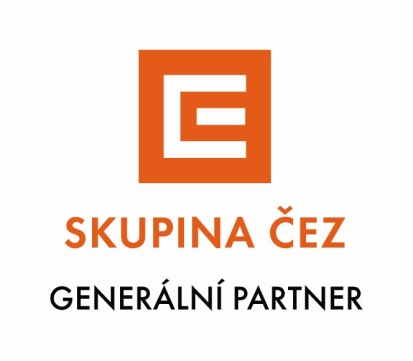 SKUPINA ČEZ
GENERÁLNÍ PARTNER